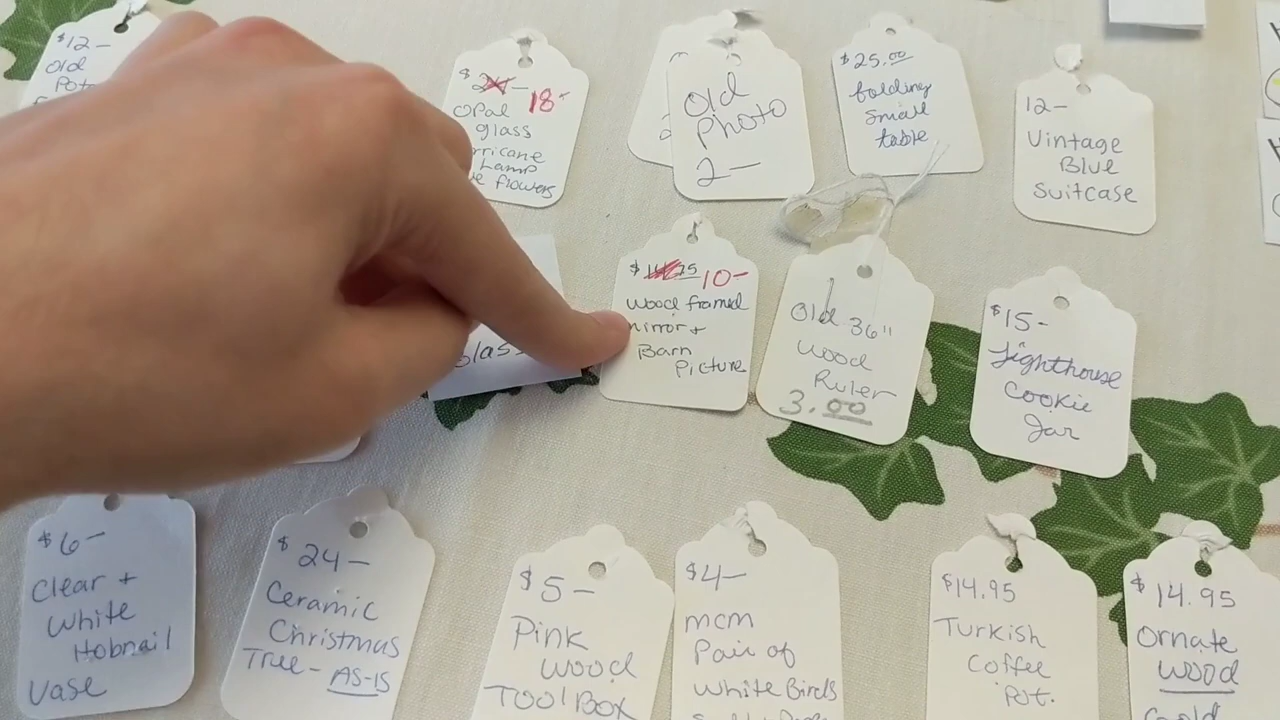 $12-
Old
$ 24- 18-
Opal
glass
Lamp
flowers
Old
Photo
2-
$25.00
folding
small
table
12-
Vintage
Blue
Suitcase
$ 10-
wood framed
mirror +
Barn
Picture
Old 36"
wood
Ruler
3.00
$15-
Lighthouse
Cookie
Jar
$6-
Clear +
White
Hobnail
Vase
$24-
Ceramic
Christmas
Tree- AS-IS
$5-
Pink
Wood
TOOlBOX
$4-
mcm
Pair of
White Birds
$14.95
Turkish
Coffee
Pot.
$14.95
Ornate
Wood